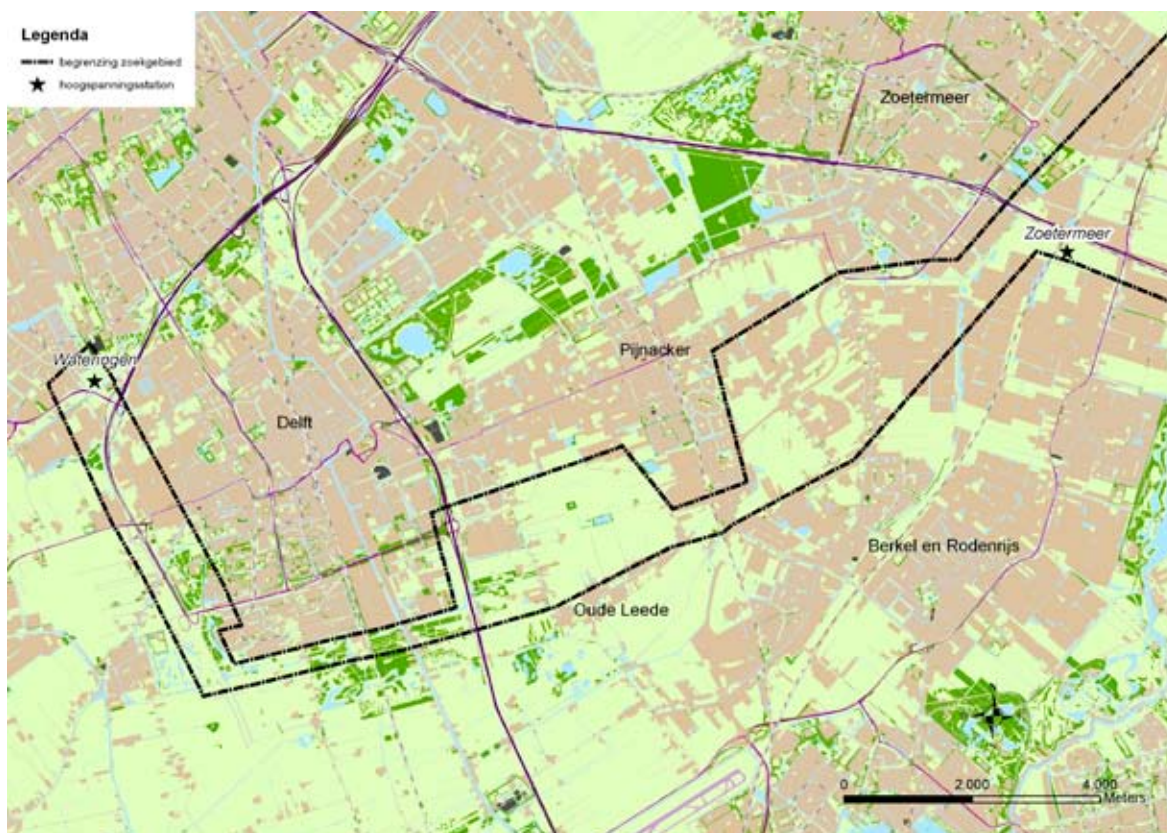 Legenda
begrenzing zoekgebied
hoogspanningsstation
Zoetermeer
Zoetermeer
Wateringen
Pijnacker
Delft
Berkel en Rodenrijs
Oude Leede
0 2.000 4.000
Meters